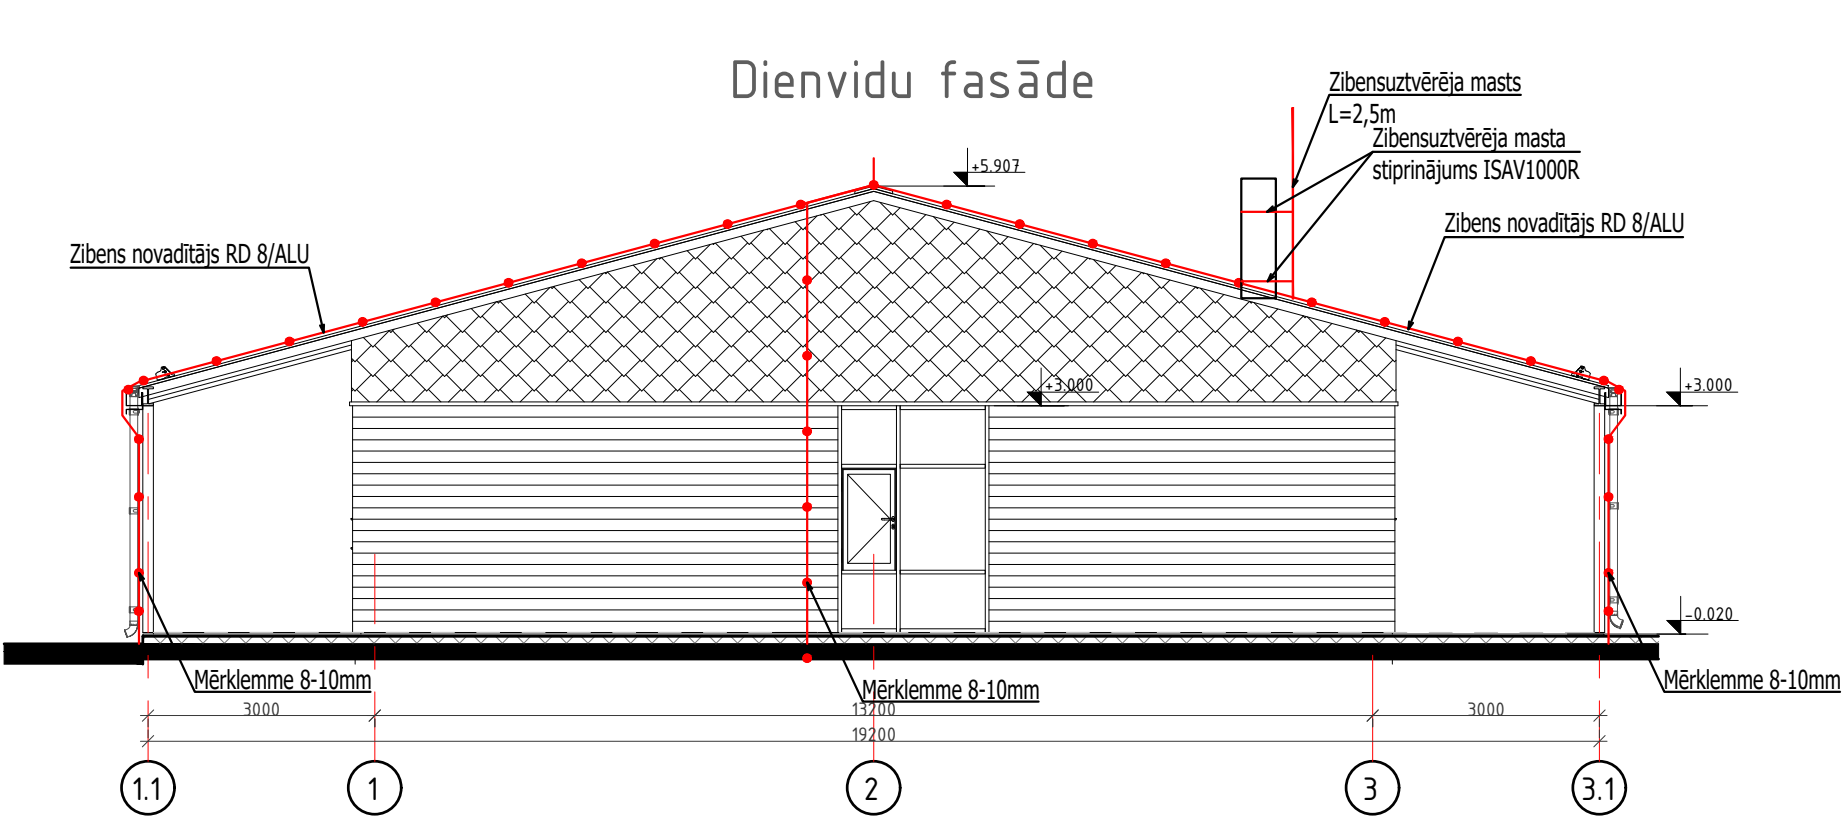 Dienvidu fasāde
Zibensuztvērēja masts
L=2,5m
Zibensuztvērēja masta
stiprinājums ISAV1000R
+5.907
Zibens novadītājs RD 8/ALU
Zibens novadītājs RD 8/ALU
+3.000
+3.000
-0.020
Mērklemme 8-10mm
Mērklemme 8-10mm
Mērklemme 8-10mm
3000
13200
3000
19200
1.1
1
2
3
3.1